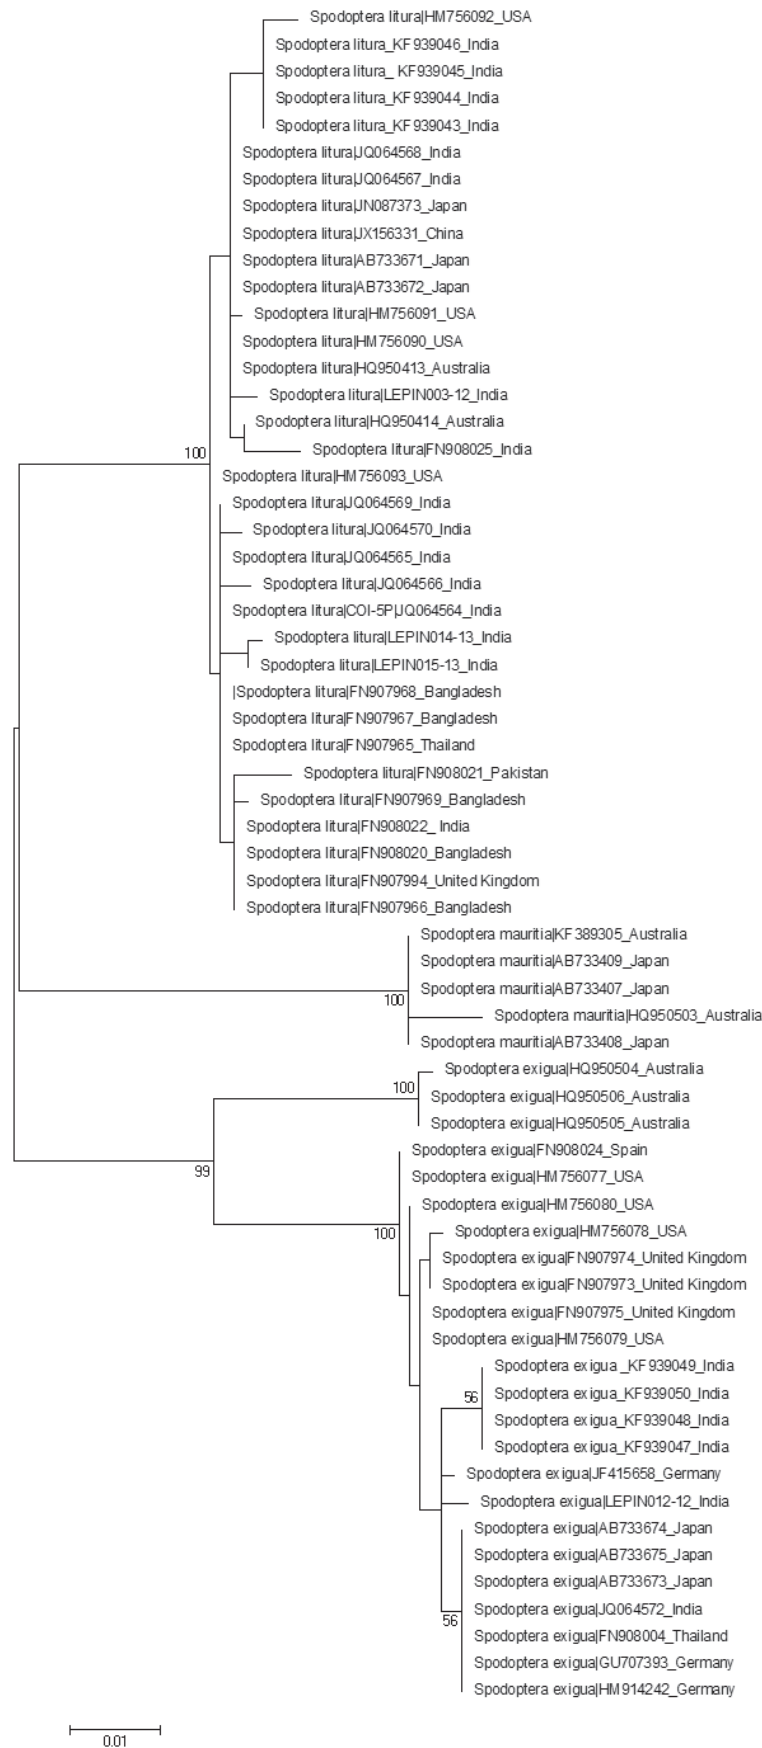 Spodoptera litura|HM756092_USA
Spodoptera litura_KF939046_India
Spodoptera litura_ KF939045_India
Spodoptera litura_KF939044_India
Spodoptera litura_KF939043_India
Spodoptera litura|JQ064568_India
Spodoptera litura|JQ064567_India
Spodoptera litura|JN087373_Japan
Spodoptera litura|JX156331_China
Spodoptera litura|AB733671_Japan
Spodoptera litura|AB733672_Japan
Spodoptera litura|HM756091_USA
Spodoptera litura|HM756090_USA
Spodoptera litura|HQ950413_Australia
Spodoptera litura|LEPIN003-12_India
Spodoptera litura|HQ950414_Australia
Spodoptera litura|FN908025_India
100
Spodoptera litura|HM756093_USA
Spodoptera litura|JQ064569_India
Spodoptera litura|JQ064570_India
Spodoptera litura|JQ064565_India
Spodoptera litura|JQ064566_India
Spodoptera litura|COI-5P|JQ064564_India
Spodoptera litura|LEPIN014-13_India
Spodoptera litura|LEPIN015-13_India
|Spodoptera litura|FN907968_Bangladesh
Spodoptera litura|FN907967_Bangladesh
Spodoptera litura|FN907965_Thailand
Spodoptera litura|FN908021_Pakistan
Spodoptera litura|FN907969_Bangladesh
Spodoptera litura|FN908022_ India
Spodoptera litura|FN908020_Bangladesh
Spodoptera litura|FN907994_United Kingdom
Spodoptera litura|FN907966_Bangladesh
Spodoptera mauritia|KF389305_Australia
Spodoptera mauritia|AB733409_Japan
Spodoptera mauritia|AB733407_Japan
100
Spodoptera mauritia|HQ950503_Australia
Spodoptera mauritia|AB733408_Japan
Spodoptera exigua|HQ950504_Australia
100
Spodoptera exigua|HQ950506_Australia
Spodoptera exigua|HQ950505_Australia
Spodoptera exigua|FN908024_Spain
99
Spodoptera exigua|HM756077_USA
Spodoptera exigua|HM756080_USA
100
Spodoptera exigua|HM756078_USA
Spodoptera exigua|FN907974_United Kingdom
Spodoptera exigua|FN907973_United Kingdom
Spodoptera exigua|FN907975_United Kingdom
Spodoptera exigua|HM756079_USA
Spodoptera exigua _KF939049_India
56
Spodoptera exigua_KF939050_India
Spodoptera exigua_KF939048_India
Spodoptera exigua_KF939047_India
Spodoptera exigua|JF415658_Germany
Spodoptera exigua|LEPIN012-12_India
Spodoptera exigua|AB733674_Japan
Spodoptera exigua|AB733675_Japan
Spodoptera exigua|AB733673_Japan
Spodoptera exigua|JQ064572_India
56
Spodoptera exigua|FN908004_Thailand
Spodoptera exigua|GU707393_Germany
Spodoptera exigua|HM914242_Germany
0.01